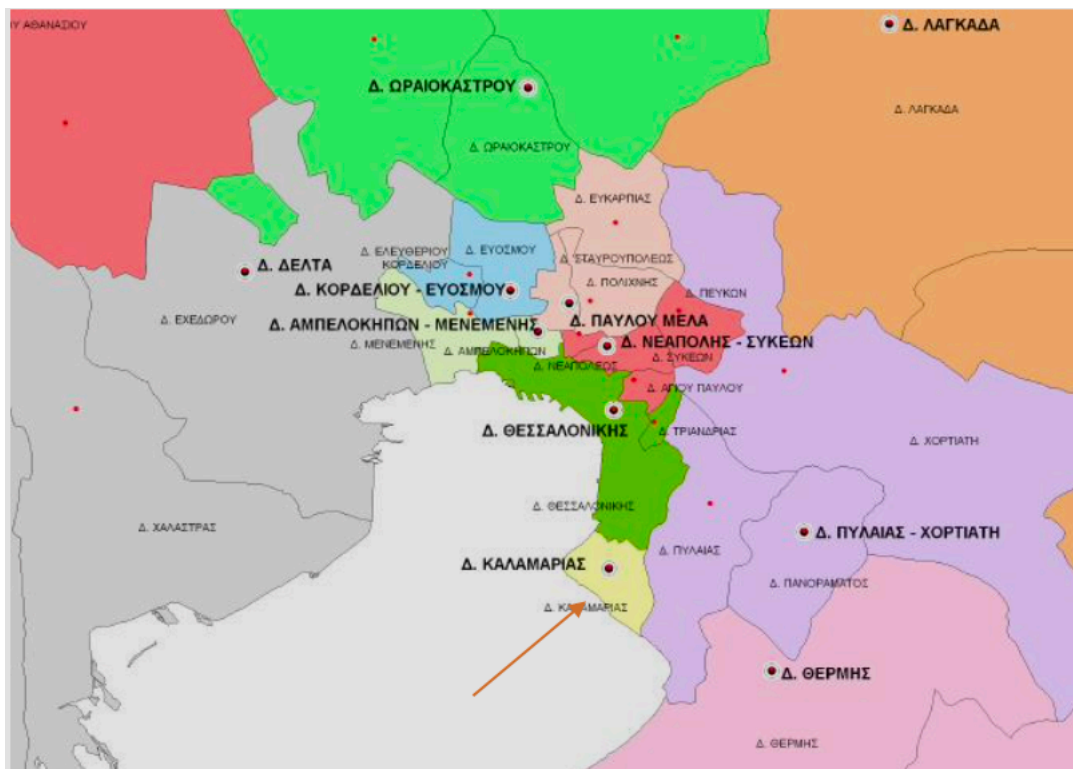 Υ ΑΘΑΝΑΣΙΟΥ
Δ. ΛΑΓΚΑΔΑ
Δ. ΩΡΑΙΟΚΑΣΤΡΟΥ
Δ. ΛΑΓΚΑΔΑ
Δ. ΩΡΑΙΟΚΑΣΤΡΟΥ
Δ. ΕΥΚΑΡΠΙΑΣ
Δ. ΕΛΕΥΘΕΡΙΟΥ
ΚΟΡΔΕΛΙΟΥ
Δ. ΕΥΟΣΜΟΥ
Δ. ΣΤΑΥΡΟΥΠΟΛΕΩΣ
Δ. ΔΕΛΤΑ
Δ. ΠΟΛΙΧΝΗΣ
Δ. ΚΟΡΔΕΛΙΟΥ - ΕΥΟΣΜΟΥ
Δ. ΠΕΥΚΩΝ
Δ. ΕΧΕΔΩΡΟΥ
Δ. ΑΜΠΕΛΟΚΗΠΩΝ - ΜΕΝΕΜΕΝΗΣ
Δ. ΠΑΥΛΟΥ ΜΕΛΑ
Δ. ΜΕΝΕΜΕΝΗΣ
Δ. ΑΜΠΕΛΟΚΗΠΩΝ
Δ. ΝΕΑΠΟΛΗΣ - ΣΥΚΕΩΝ
Δ. ΝΕΑΠΟΛΕΩΣ
Δ. ΣΥΚΕΩΝ
Δ. ΑΓΙΟΥ ΠΑΥΛΟΥ
Δ. ΘΕΣΣΑΛΟΝΙΚΗΣ
Δ. ΤΡΙΑΝΔΡΙΑΣ
Δ. ΧΟΡΤΙΑΤΗ
Δ. ΘΕΣΣΑΛΟΝΙΚΗΣ
Δ. ΧΑΛΑΣΤΡΑΣ
Δ. ΠΥΛΑΙΑΣ - ΧΟΡΤΙΑΤΗ
Δ. ΠΥΛΑΙΑΣ
Δ. ΚΑΛΑΜΑΡΙΑΣ
Δ. ΠΑΝΟΡΑΜΑΤΟΣ
Δ. ΚΑΛΑΜΑΡΙΑΣ
Δ. ΘΕΡΜΗΣ
Δ. ΘΕΡΜΗΣ